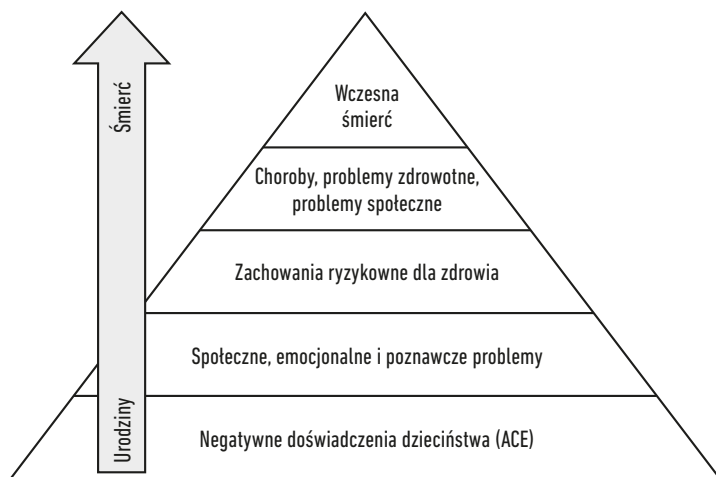 Śmierć
Urodziny
Wczesna
śmierć
Choroby, problemy zdrowotne,
problemy społeczne
Zachowania ryzykowne dla zdrowia
Społeczne, emocjonalne i poznawcze problemy
Negatywne doświadczenia dzieciństwa (ACE)